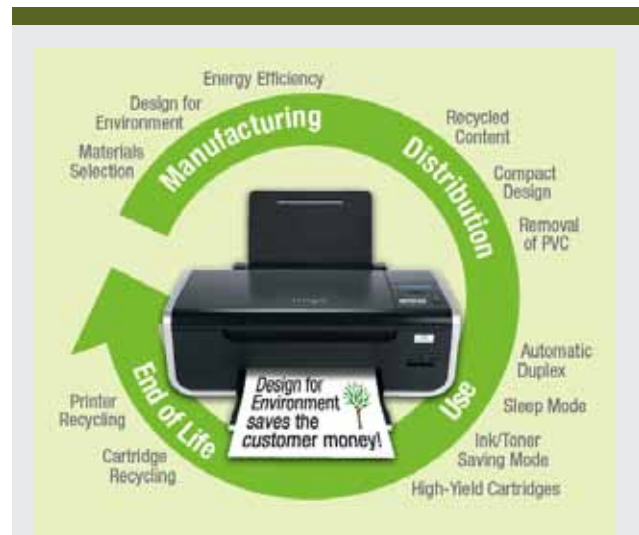 Energy Efficiency
Design for
Environment
Materials
Selection
Manufacturing
Distribution
Recycled
Content
Compact
Design
Removal
of PVC
Use
Automatic
Duplex
Sleep Mode
Ink/Toner
Saving Mode
High-Yield Cartridges
End of Life
Printer
Recycling
Cartridge
Recycling
Design for
Environment
saves the
customer money!